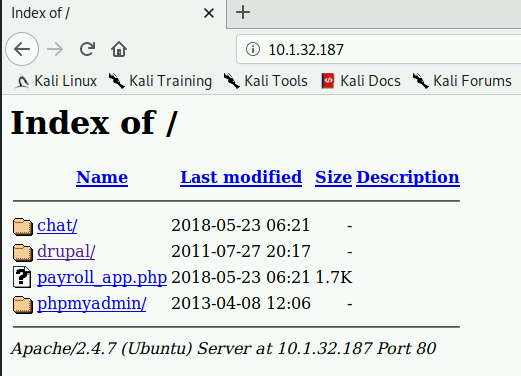 Index of /
10.1.32.187
Kali Linux Kali Training Kali Tools Kali Docs Kali Forums
Index of /
Name Last modified Size Description
chat/ 2018-05-23 06:21 -
drupal/ 2011-07-27 20:17 -
payroll_app.php 2018-05-23 06:21 1.7K
phpmyadmin/ 2013-04-08 12:06 -
Apache/2.4.7 (Ubuntu) Server at 10.1.32.187 Port 80